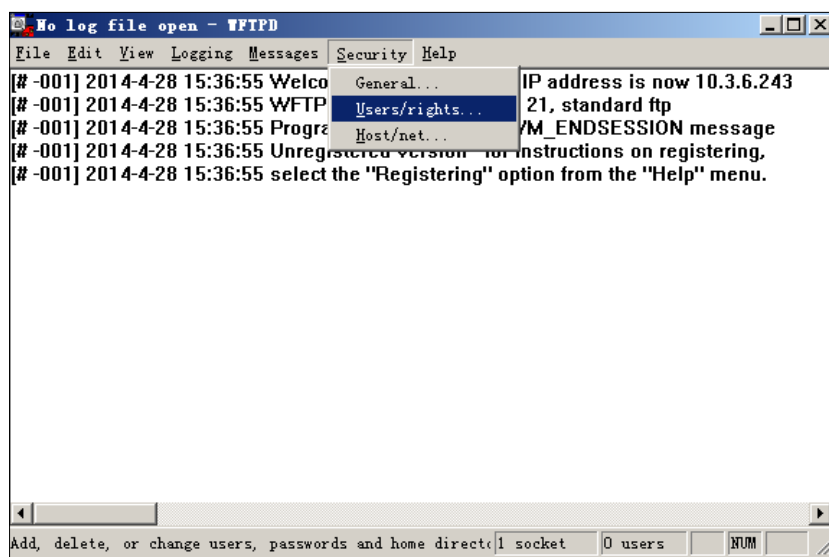 No log file open - WFTPD
File Edit View Logging Messages Security Help
[# -001] 2014-4-28 15:36:55 Welco IP address is now 10.3.6.243
[# -001] 2014-4-28 15:36:55 WFTP 21, standard ftp
[# -001] 2014-4-28 15:36:55 Progra M_ENDSESSION message
[# -001] 2014-4-28 15:36:55 Unregistered version for instructions on registering,
[# -001] 2014-4-28 15:36:55 select the "Registering" option from the "Help" menu.
General...
Users/rights...
Host/net...
Add, delete, or change users, passwords and home direct 1 socket 0 users NUM